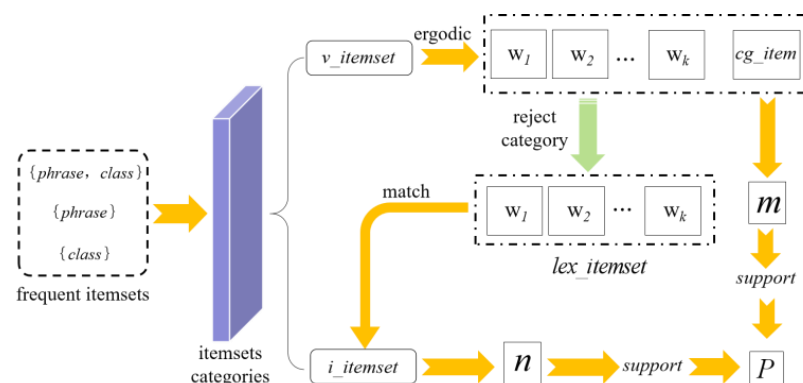 v_itemset
ergodic
w1 w2 ... wk cg_item
reject
category
{phrase, class}
{phrase}
{class}
frequent itemsets
match
w1 w2 ... wk
lex_itemset
m
support
itemsets
categories
i_itemset
n
support
P